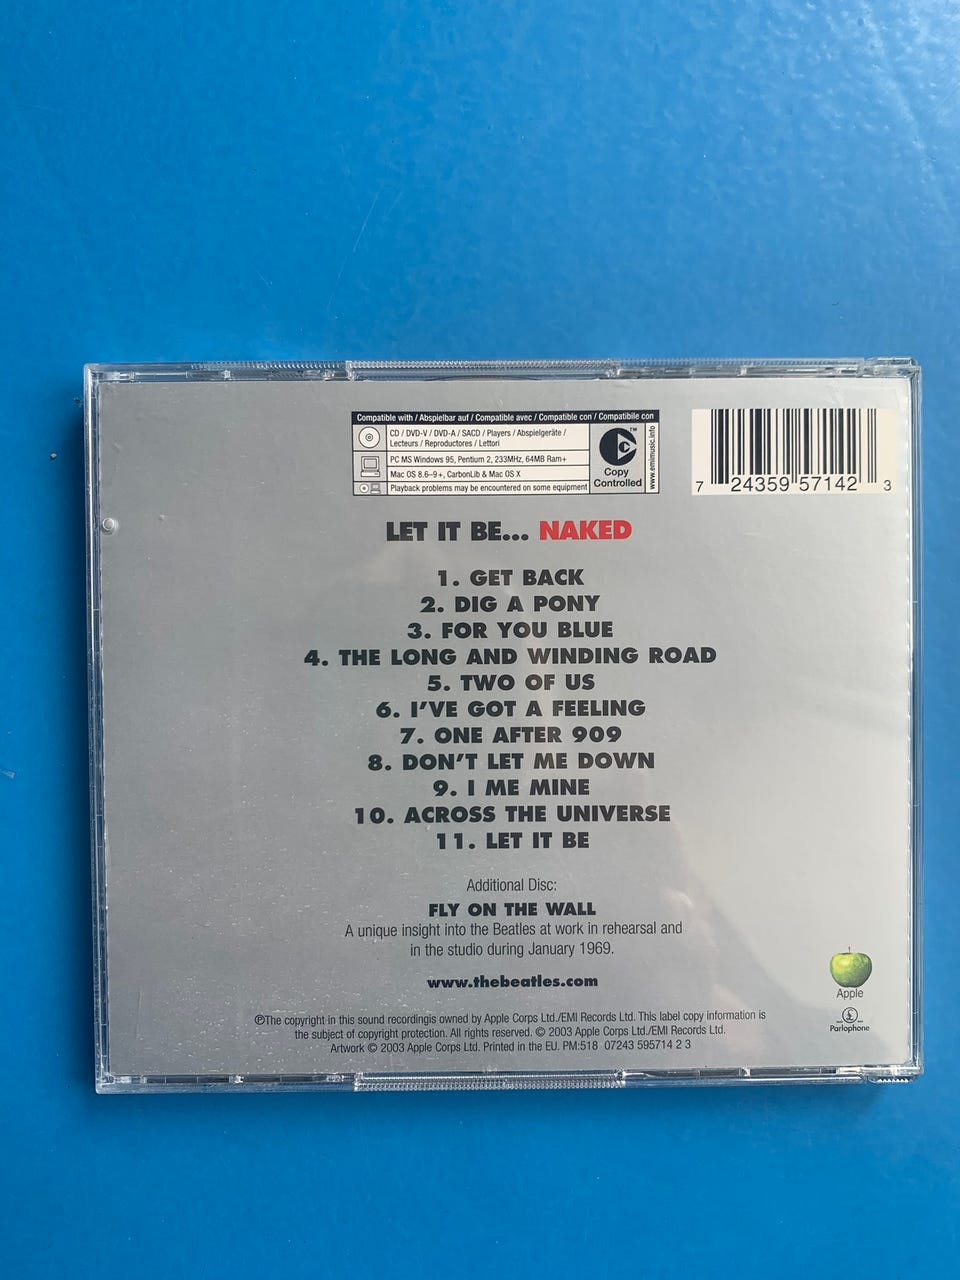 Compatible with / Abspielbar auf / Compatible avec / Compatible con / Compatibile con
CD / DVD-V / DVD-A / SACD / Players / Abspielgeräte /
Lecteurs / Reproductores / Lettori
PC MS Windows 95, Pentium 2, 233MHz, 64MB Ram+
Mac OS 8.6–9+, CarbonLib & Mac OS X
Playback problems may be encountered on some equipment
™
Copy
Controlled
www.emimusic.info
7 24359 57142 3
LET IT BE... NAKED
1. GET BACK
2. DIG A PONY
3. FOR YOU BLUE
4. THE LONG AND WINDING ROAD
5. TWO OF US
6. I'VE GOT A FEELING
7. ONE AFTER 909
8. DON'T LET ME DOWN
9. I ME MINE
10. ACROSS THE UNIVERSE
11. LET IT BE
Additional Disc:
FLY ON THE WALL
A unique insight into the Beatles at work in rehearsal and
in the studio during January 1969.
www.thebeatles.com
Apple
Parlophone
℗The copyright in this sound recordingis owned by Apple Corps Ltd./EMI Records Ltd. This label copy information is
the subject of copyright protection. All rights reserved. © 2003 Apple Corps Ltd./EMI Records Ltd.
Artwork © 2003 Apple Corps Ltd. Printed in the EU. PM:518 07243 595714 2 3